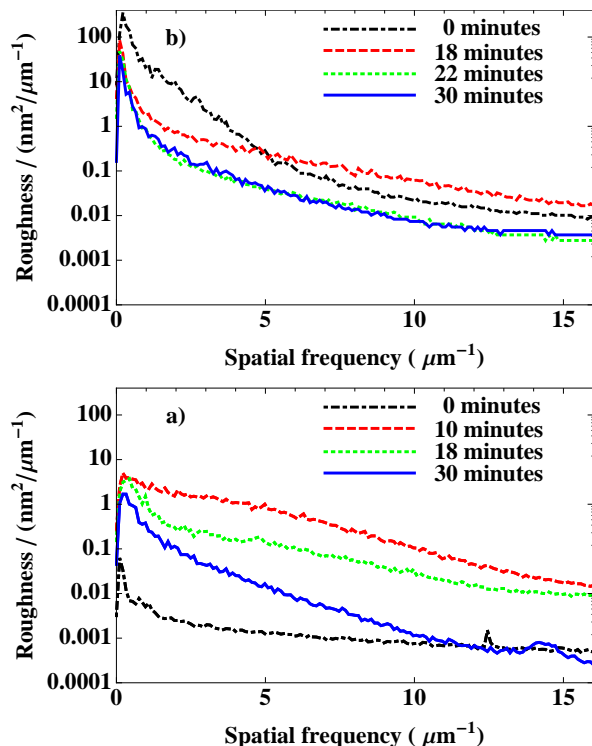 b)
0 minutes
18 minutes
22 minutes
30 minutes
Roughness / (nm²/μm⁻¹)
100
10
1
0.1
0.01
0.001
0.0001
0 5 10 15
Spatial frequency ( μm⁻¹)
a)
0 minutes
10 minutes
18 minutes
30 minutes
Roughness / (nm²/μm⁻¹)
100
10
1
0.1
0.01
0.001
0.0001
0 5 10 15
Spatial frequency ( μm⁻¹)